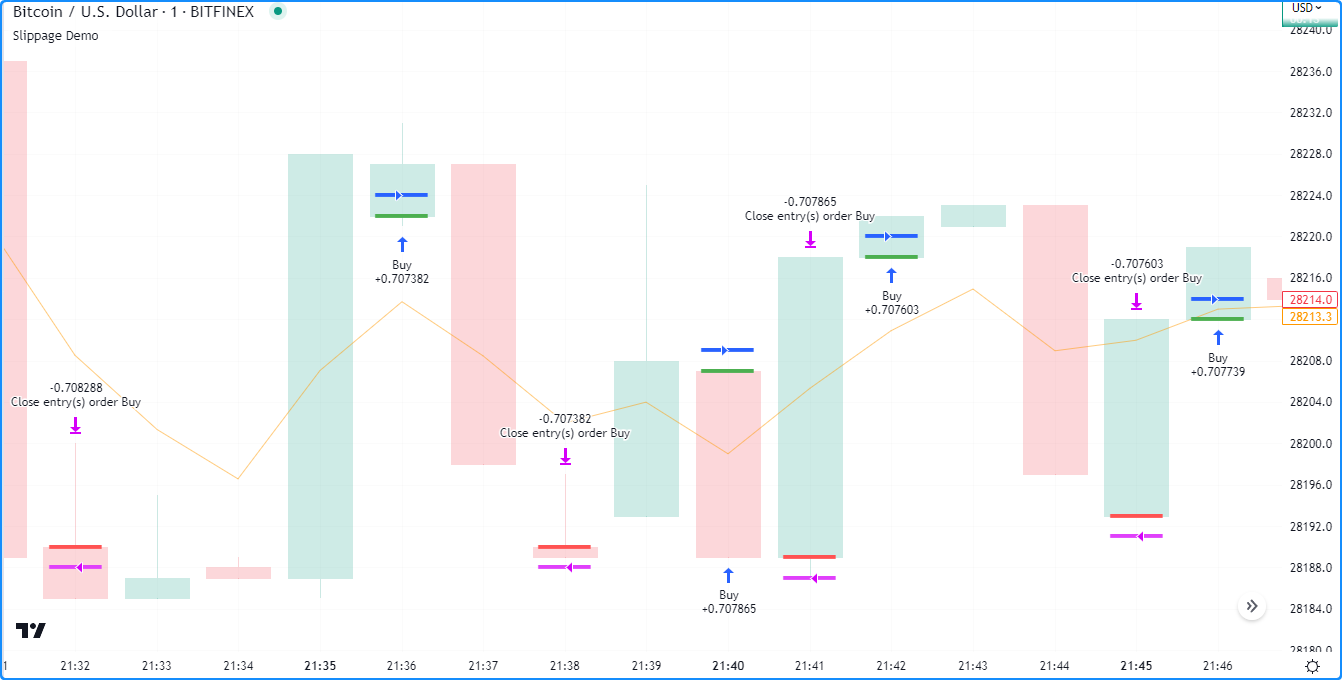 Bitcoin / U.S. Dollar · 1 · BITFINEX
Slippage Demo
USD
28240.0
28236.0
28232.0
28228.0
28224.0
28220.0
28216.0
28214.0
28213.3
28208.0
28204.0
28200.0
28196.0
28192.0
28188.0
28184.0
28180.0
-0.708288
Close entry(s) order Buy
Buy
+0.707382
-0.707382
Close entry(s) order Buy
Buy
+0.707865
-0.707865
Close entry(s) order Buy
Buy
+0.707603
-0.707603
Close entry(s) order Buy
Buy
+0.707739
1 21:32 21:33 21:34 21:35 21:36 21:37 21:38 21:39 21:40 21:41 21:42 21:43 21:44 21:45 21:46